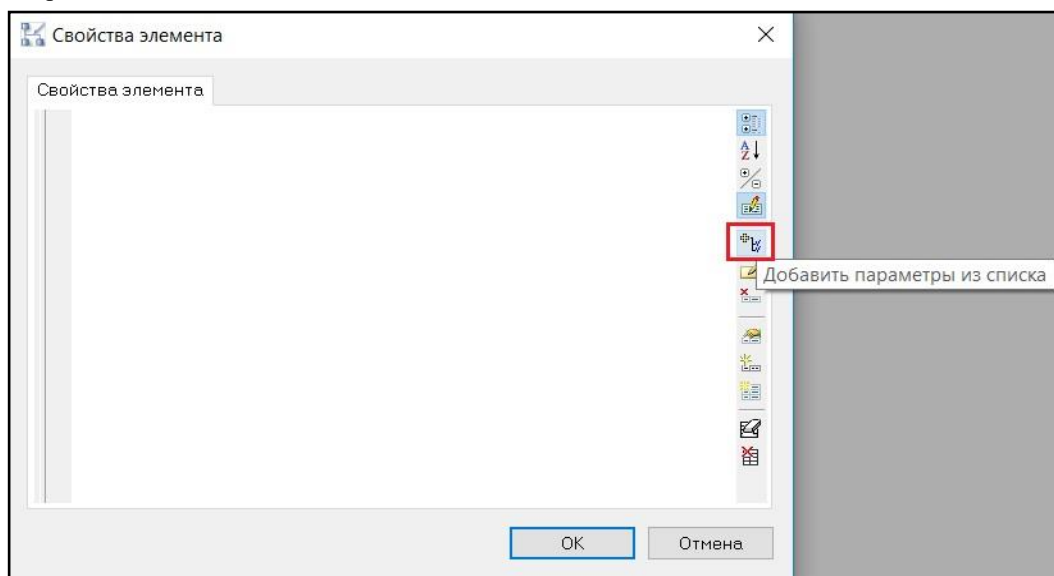 Свойства элемента
Свойства элемента
Добавить параметры из списка
OK
Отмена